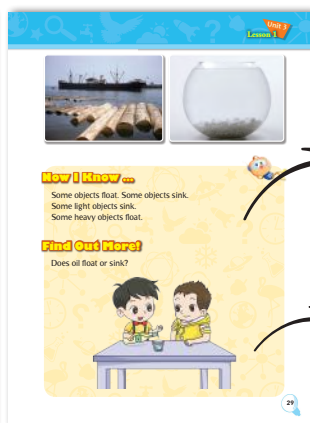 Unit 3
Lesson 1
Now I Know ...
Some objects float. Some objects sink.
Some light objects sink.
Some heavy objects float.
Find Out More!
Does oil float or sink?
29